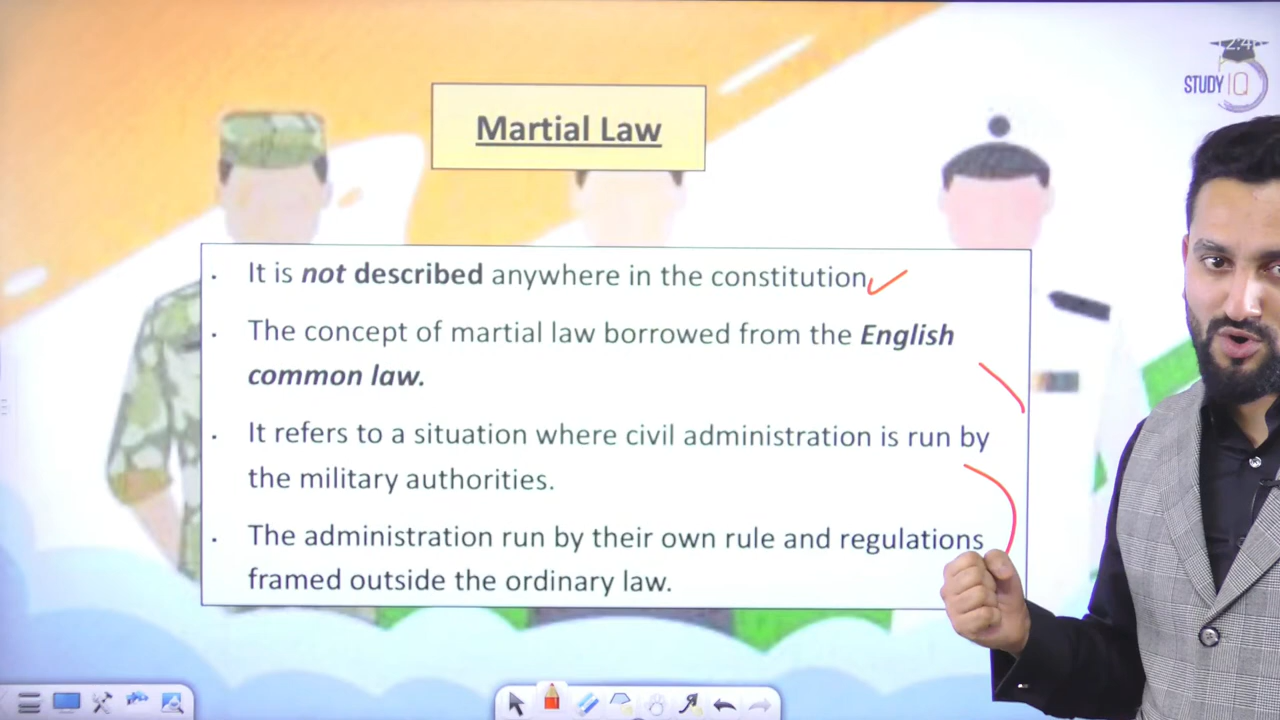 12:48
STUDY IQ
Martial Law
· It is not described anywhere in the constitution
· The concept of martial law borrowed from the English
common law.
· It refers to a situation where civil administration is run by
the military authorities.
· The administration run by their own rule and regulations
framed outside the ordinary law.